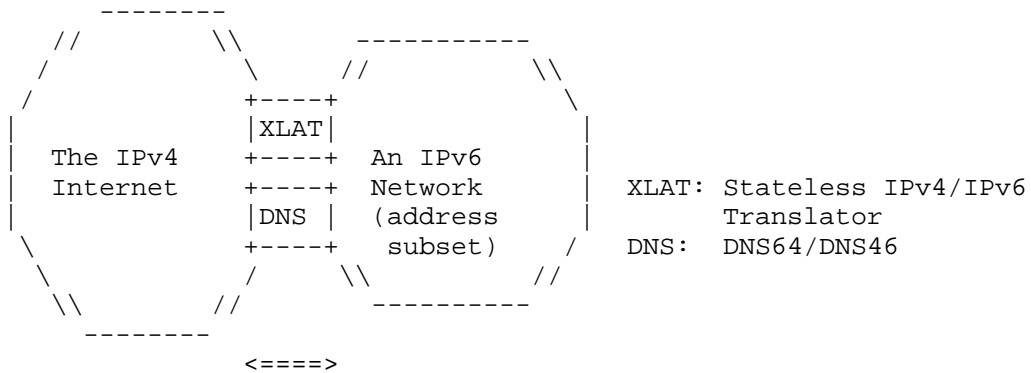 XLAT
The IPv4 An IPv6
Internet Network XLAT: Stateless IPv4/IPv6
DNS (address Translator
subset) DNS: DNS64/DNS46
<====>